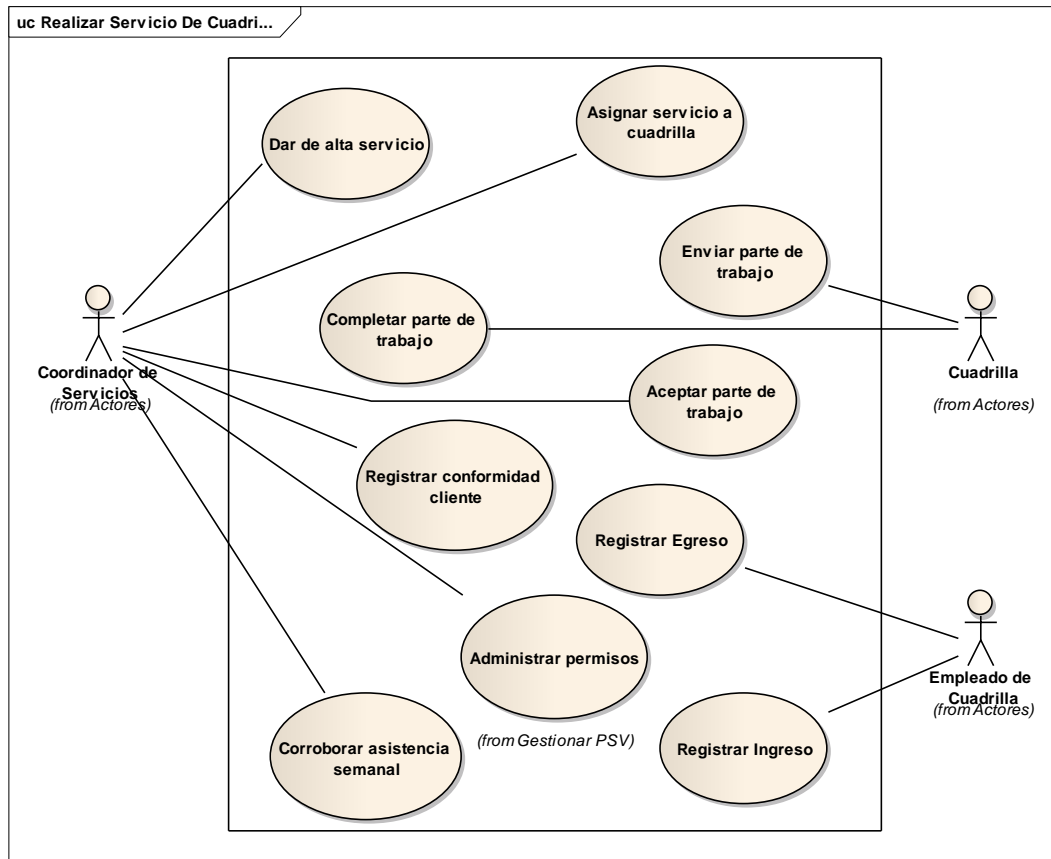 uc Realizar Servicio De Cuadri...
Dar de alta servicio
Asignar servicio a
cuadrilla
Enviar parte de
trabajo
Completar parte de
trabajo
Coordinador de
Servicios
(from Actores)
Cuadrilla
(from Actores)
Aceptar parte de
trabajo
Registrar conformidad
cliente
Registrar Egreso
Administrar permisos
(from Gestionar PSV)
Empleado de
Cuadrilla
(from Actores)
Corroborar asistencia
semanal
Registrar Ingreso